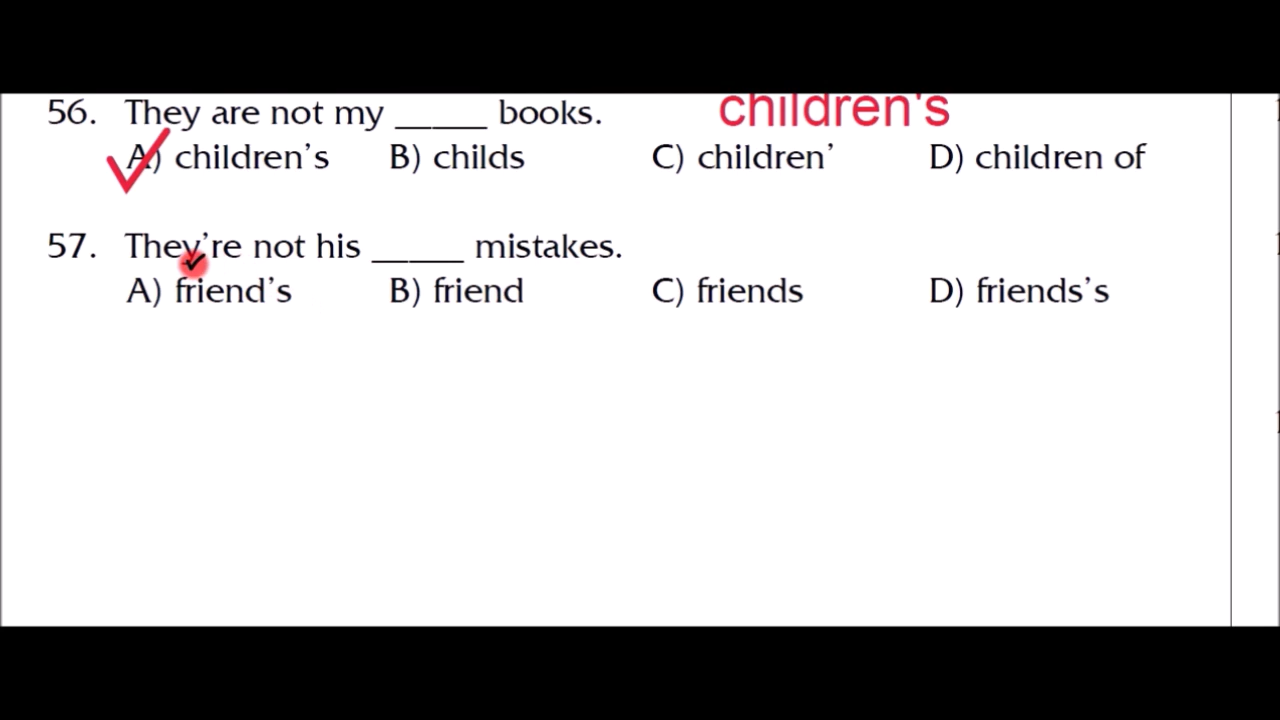 children's
56. They are not my _____ books.
A) children’s B) childs C) children’ D) children of
57. They’re not his _____ mistakes.
A) friend’s B) friend C) friends D) friends’s